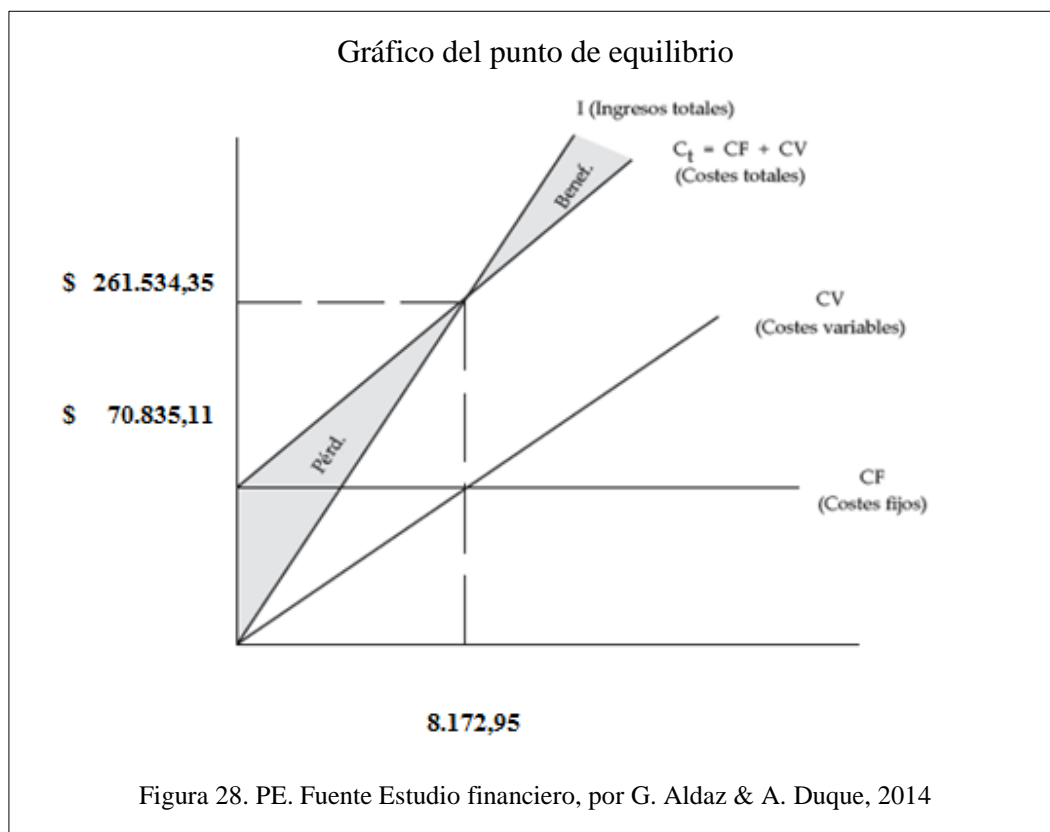 Gráfico del punto de equilibrio
I (Ingresos totales)
Ct = CF + CV
(Costes totales)
Benef.
$ 261.534,35
CV
(Costes variables)
$ 70.835,11
Pérd.
CF
(Costes fijos)
8.172,95
Figura 28. PE. Fuente Estudio financiero, por G. Aldaz & A. Duque, 2014